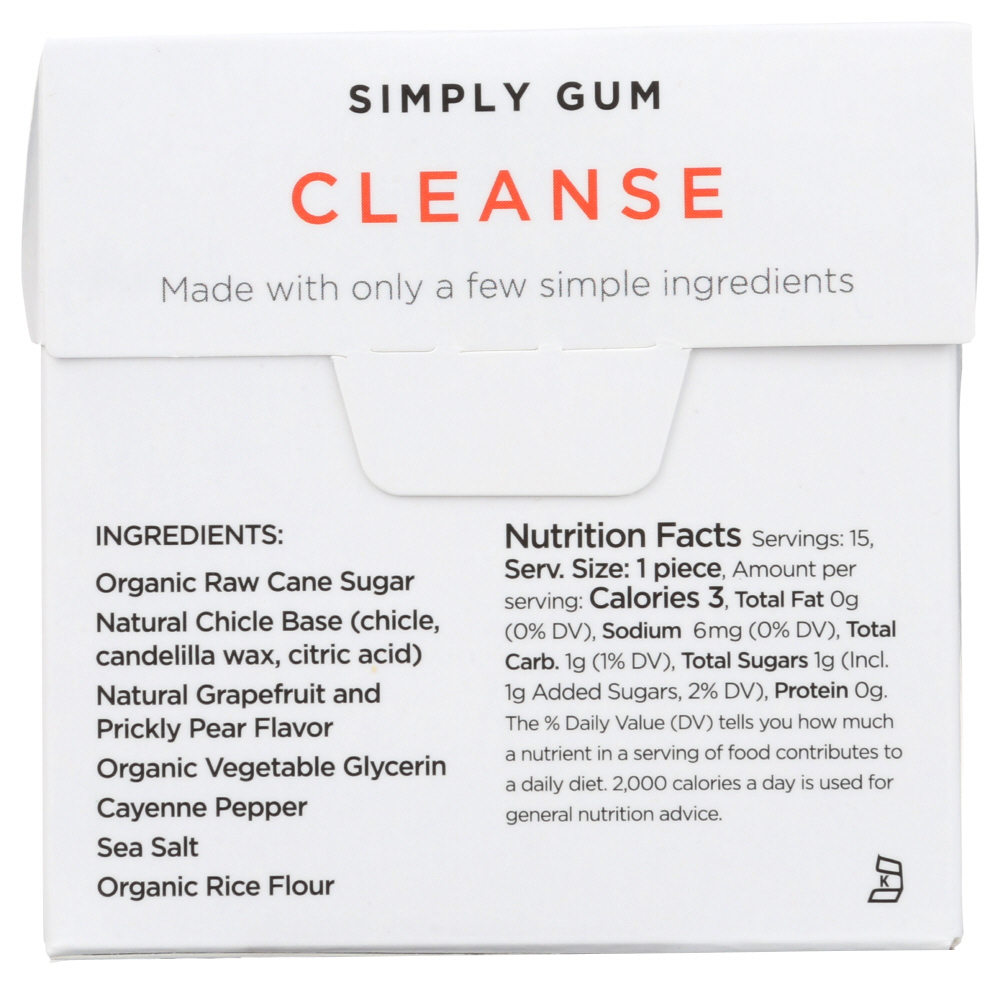 SIMPLY GUM
CLEANSE
Made with only a few simple ingredients
INGREDIENTS:
Organic Raw Cane Sugar
Natural Chicle Base (chicle,
candelilla wax, citric acid)
Natural Grapefruit and
Prickly Pear Flavor
Organic Vegetable Glycerin
Cayenne Pepper
Sea Salt
Organic Rice Flour
Nutrition Facts Servings: 15,
Serv. Size: 1 piece, Amount per
serving: Calories 3, Total Fat 0g
(0% DV), Sodium 6mg (0% DV), Total
Carb. 1g (1% DV), Total Sugars 1g (Incl.
1g Added Sugars, 2% DV), Protein 0g.
The % Daily Value (DV) tells you how much
a nutrient in a serving of food contributes to
a daily diet. 2,000 calories a day is used for
general nutrition advice.
K